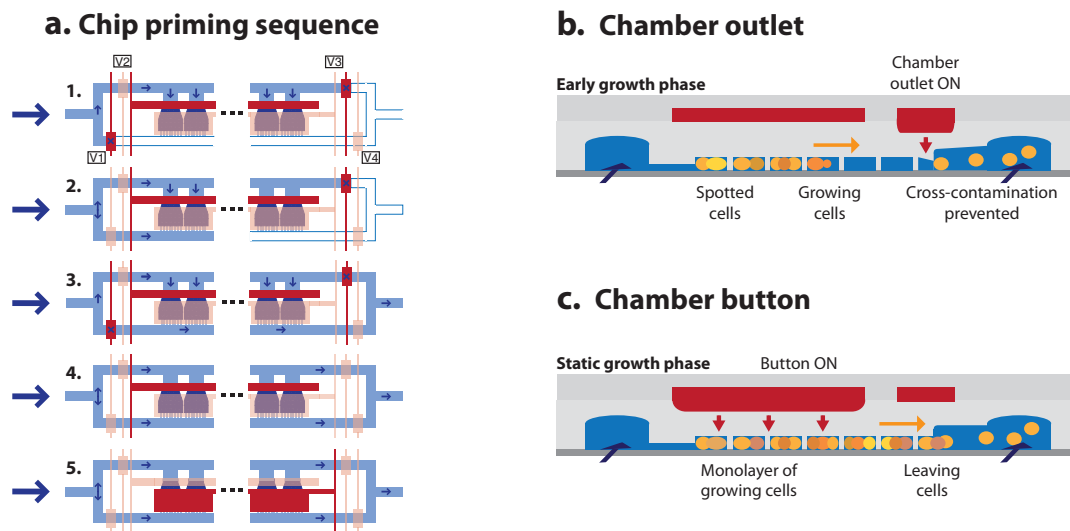 a. Chip priming sequence
V2
V3
1.
V1
V4
2.
3.
4.
5.
b. Chamber outlet
Early growth phase
Chamber
outlet ON
Spotted
cells
Growing
cells
Cross-contamination
prevented
c. Chamber button
Static growth phase
Button ON
Monolayer of
growing cells
Leaving
cells